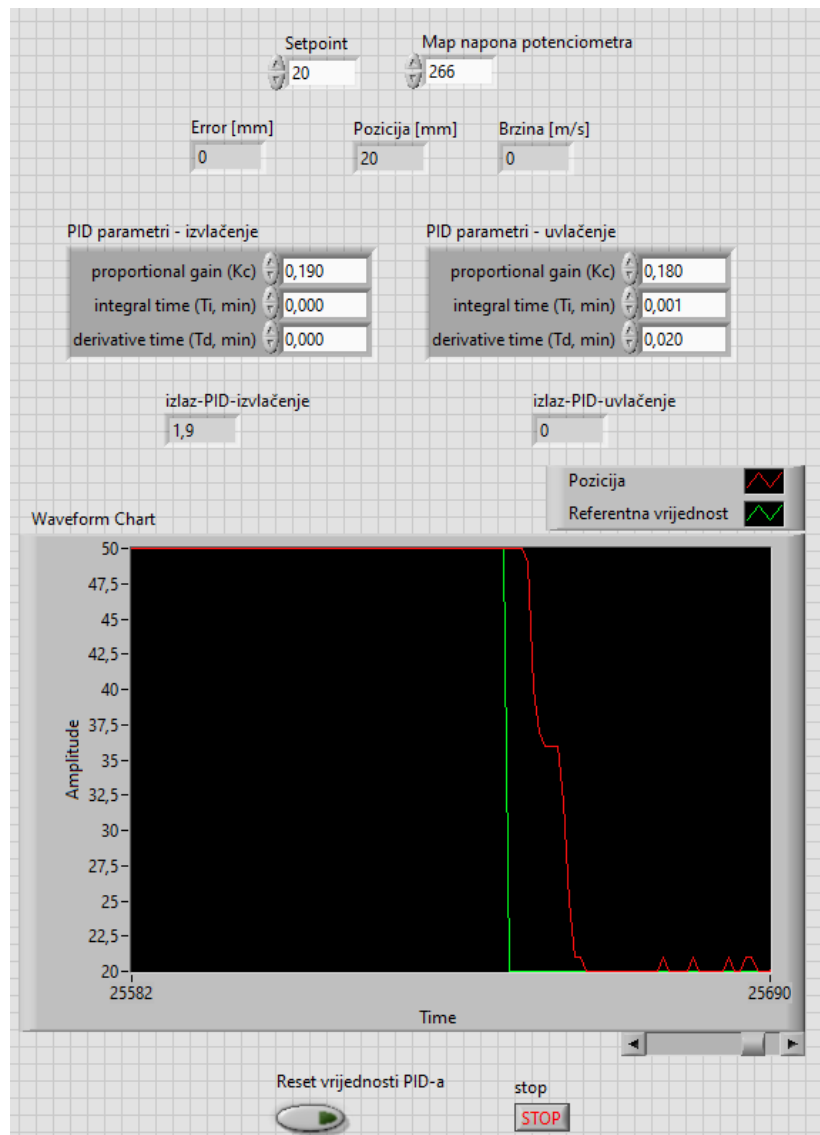 Setpoint Map napona potenciometra
20 266
Error [mm] Pozicija [mm] Brzina [m/s]
0 20 0
PID parametri - izvlačenje PID parametri - uvlačenje
proportional gain (Kc) 0,190 proportional gain (Kc) 0,180
integral time (Ti, min) 0,000 integral time (Ti, min) 0,001
derivative time (Td, min) 0,000 derivative time (Td, min) 0,020
izlaz-PID-izvlačenje izlaz-PID-uvlačenje
1,9 0
Pozicija
Referentna vrijednost
Waveform Chart
50
47,5
45
42,5
40
37,5
35
32,5
30
27,5
25
22,5
20
Amplitude
25582 25690
Time
Reset vrijednosti PID-a stop
STOP